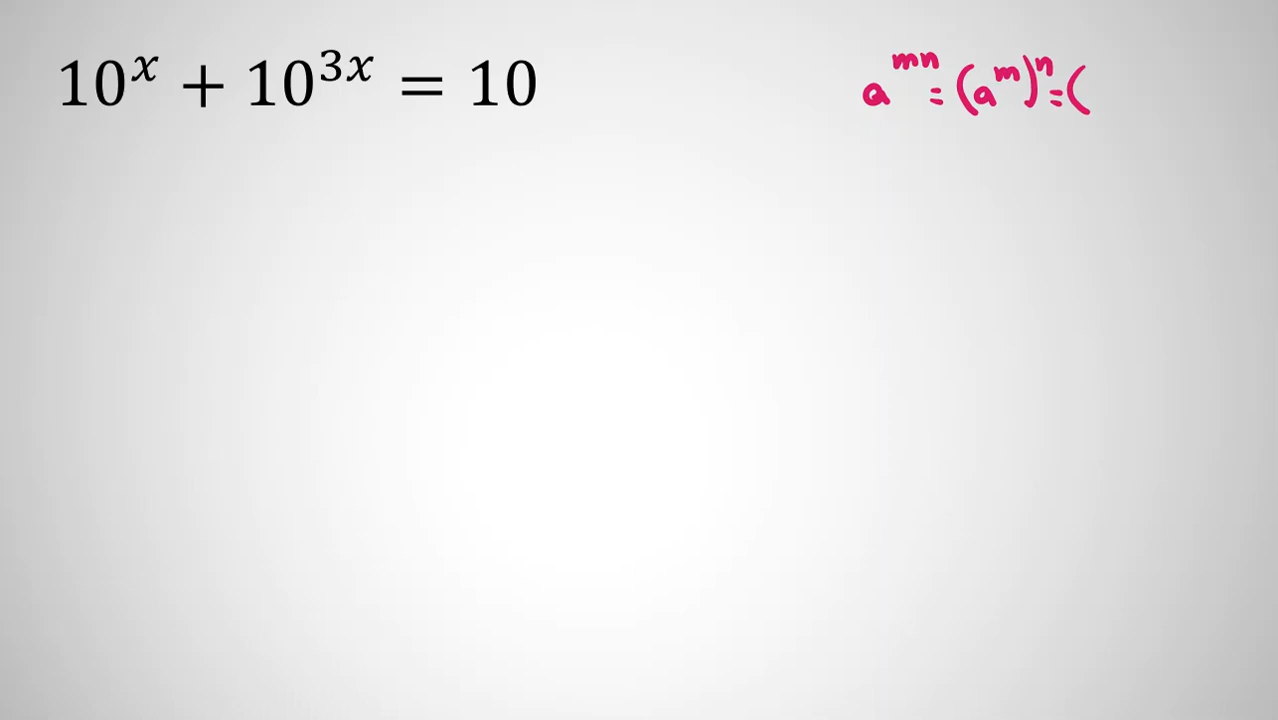 10^x + 10^{3x} = 10
a^{mn} = (a^m)^n = (